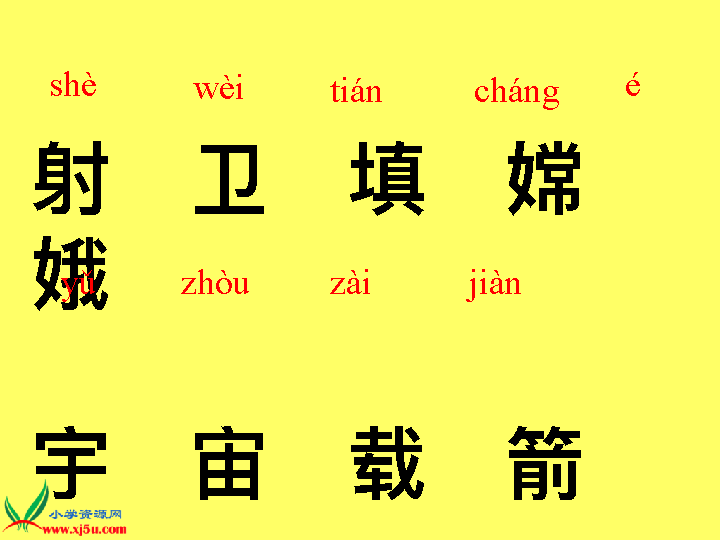 shè wèi tián cháng é
射 卫 填 嫦
娥
yǔ zhòu zài jiàn
宇 宙 载 箭
小学资源网
www.xj5u.com